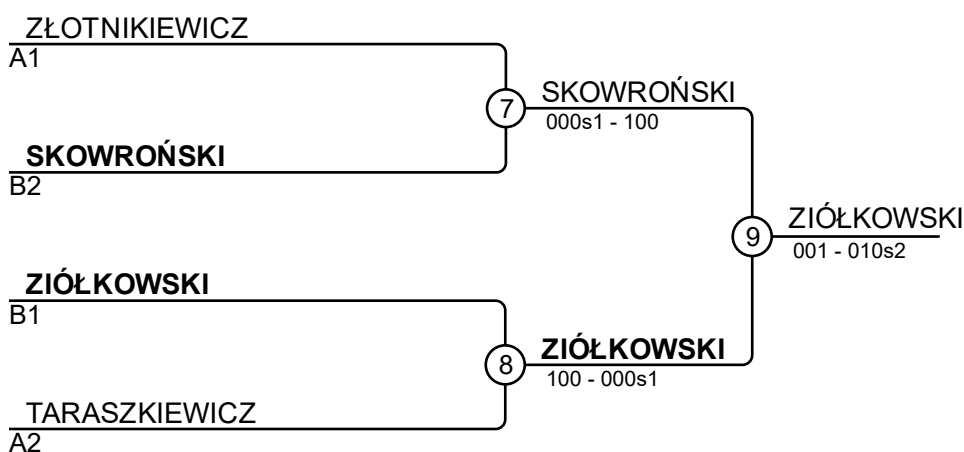 ZŁOTNIKIEWICZ
A1
7
SKOWROŃSKI
000s1 - 100
SKOWROŃSKI
B2
9
ZIÓŁKOWSKI
001 - 010s2
ZIÓŁKOWSKI
B1
8
ZIÓŁKOWSKI
100 - 000s1
TARASZKIEWICZ
A2